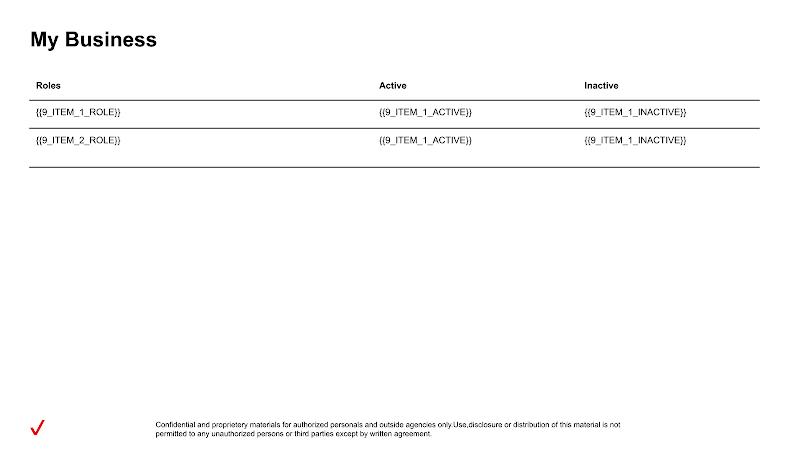 My Business
Roles Active Inactive
{{9_ITEM_1_ROLE}} {{9_ITEM_1_ACTIVE}} {{9_ITEM_1_INACTIVE}}
{{9_ITEM_2_ROLE}} {{9_ITEM_1_ACTIVE}} {{9_ITEM_1_INACTIVE}}
Confidential and proprietery materials for authorized personals and outside agencies only.Use,disclosure or distribution of this material is not
permitted to any unauthorized persons or third parties except by written agreement.